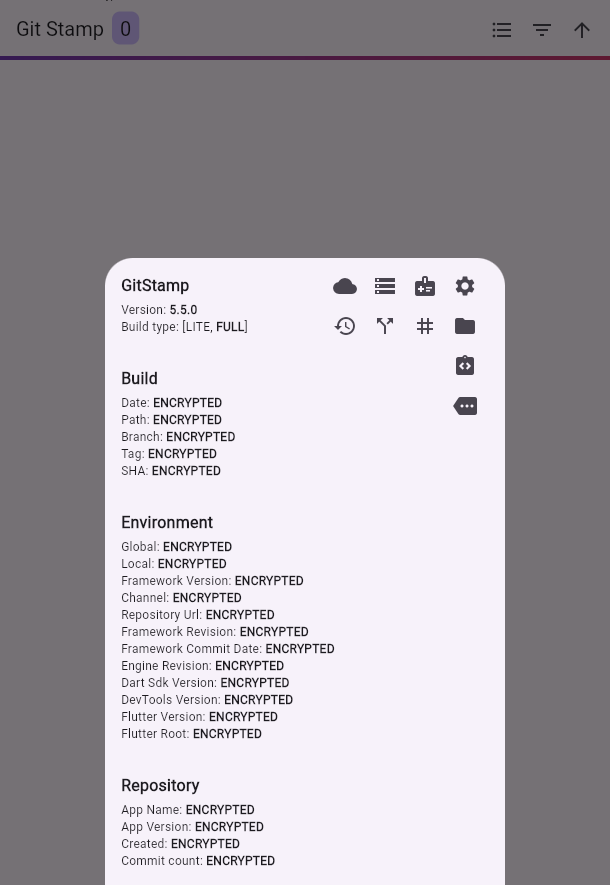 Git Stamp 0
GitStamp
Version: 5.5.0
Build type: [LITE, FULL]
Build
Date: ENCRYPTED
Path: ENCRYPTED
Branch: ENCRYPTED
Tag: ENCRYPTED
SHA: ENCRYPTED
Environment
Global: ENCRYPTED
Local: ENCRYPTED
Framework Version: ENCRYPTED
Channel: ENCRYPTED
Repository Url: ENCRYPTED
Framework Revision: ENCRYPTED
Framework Commit Date: ENCRYPTED
Engine Revision: ENCRYPTED
Dart Sdk Version: ENCRYPTED
DevTools Version: ENCRYPTED
Flutter Version: ENCRYPTED
Flutter Root: ENCRYPTED
Repository
App Name: ENCRYPTED
App Version: ENCRYPTED
Created: ENCRYPTED
Commit count: ENCRYPTED